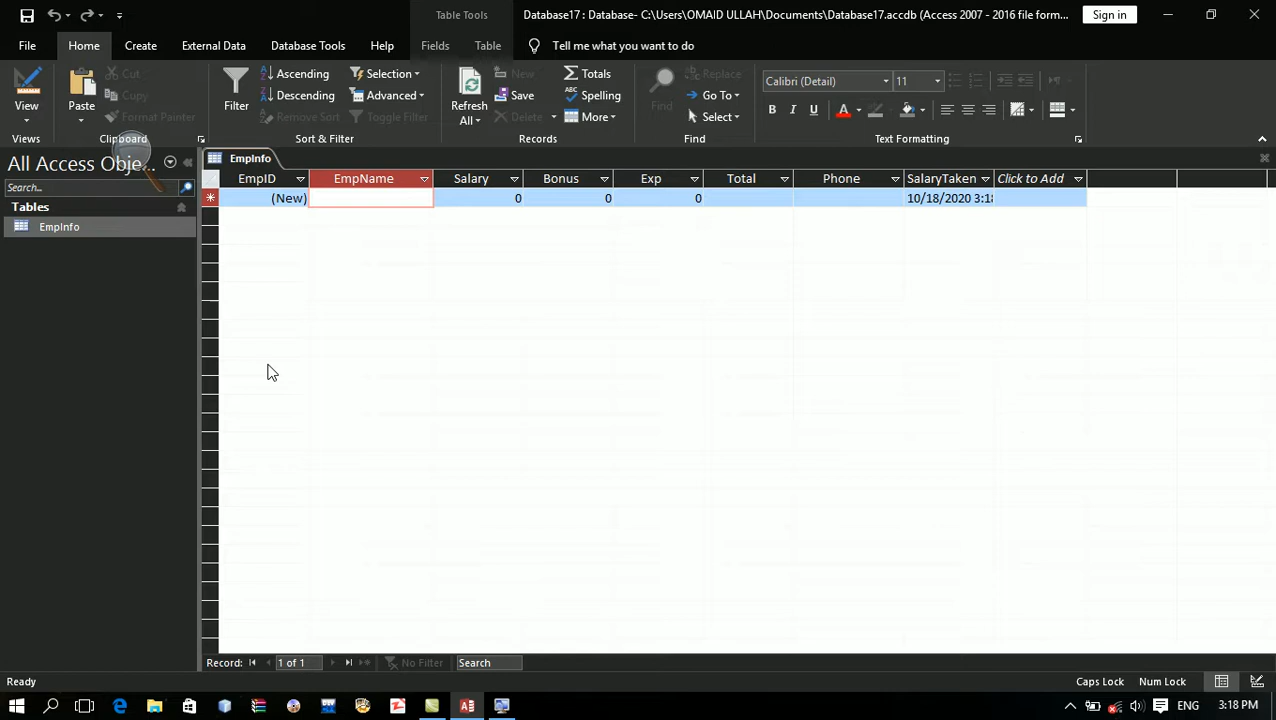 Table Tools
Database17 : Database- C:\Users\OMAID ULLAH\Documents\Database17.accdb (Access 2007 - 2016 file form...
Sign in
File Home Create External Data Database Tools Help Fields Table Tell me what you want to do
View
Views
Paste
Cut
Copy
Format Painter
Clipboard
Filter
Ascending
Descending
Remove Sort
Selection
Advanced
Toggle Filter
Sort & Filter
Refresh
All
New
Save
Delete
Totals
Spelling
More
Records
Find
Replace
Go To
Select
Find
Calibri (Detail) 11
B I U A
Text Formatting
All Access Obje...
Search...
Tables
EmpInfo
EmpInfo
EmpID EmpName Salary Bonus Exp Total Phone SalaryTaken Click to Add
(New) 0 0 0 10/18/2020 3:18
Record: 1 of 1 No Filter Search
Ready Caps Lock Num Lock
ENG 3:18 PM